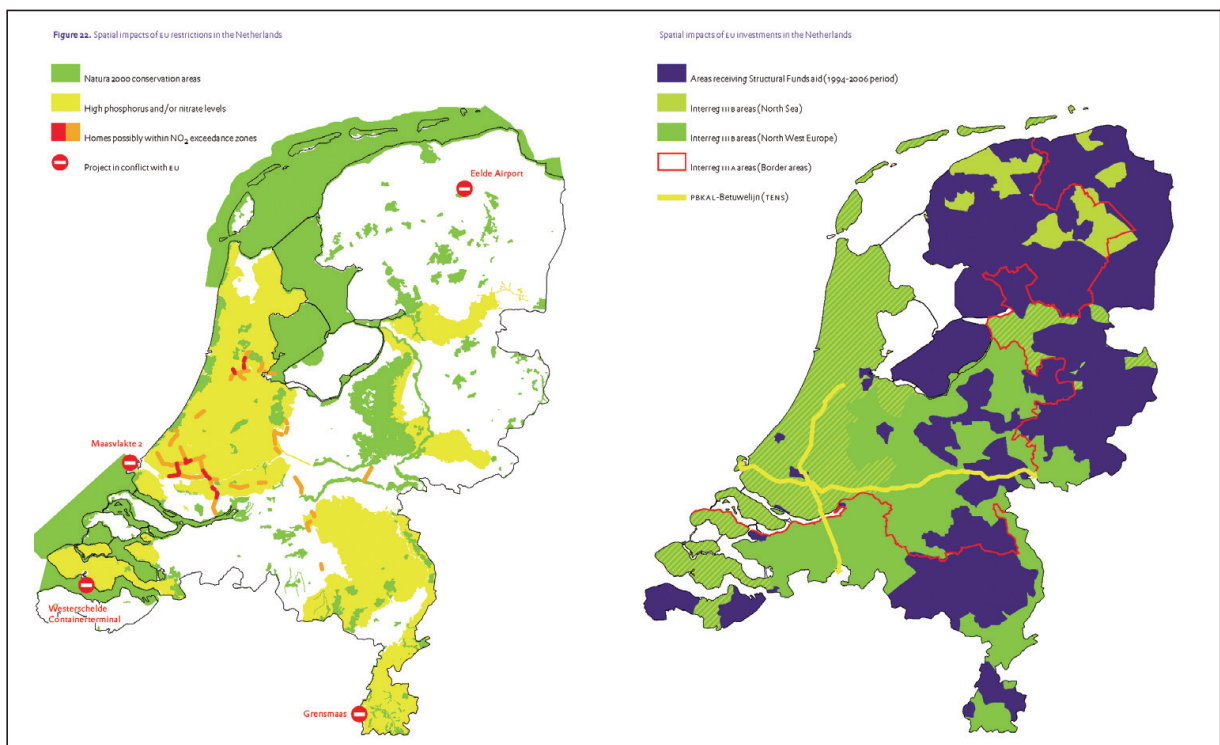 Figure 22. Spatial impacts of EU restrictions in the Netherlands
Natura 2000 conservation areas
High phosphorus and/or nitrate levels
Homes possibly within NO2 exceedance zones
Project in conflict with EU
Eelde Airport
Maasvlakte 2
Westerschelde
Containerterminal
Grensmaas
Spatial impacts of EU investments in the Netherlands
Areas receiving Structural Funds aid (1994-2006 period)
Interreg IIIB areas (North Sea)
Interreg IIIB areas (North West Europe)
Interreg IIIA areas (Border areas)
PBKAL-Betuwelijn (TENS)